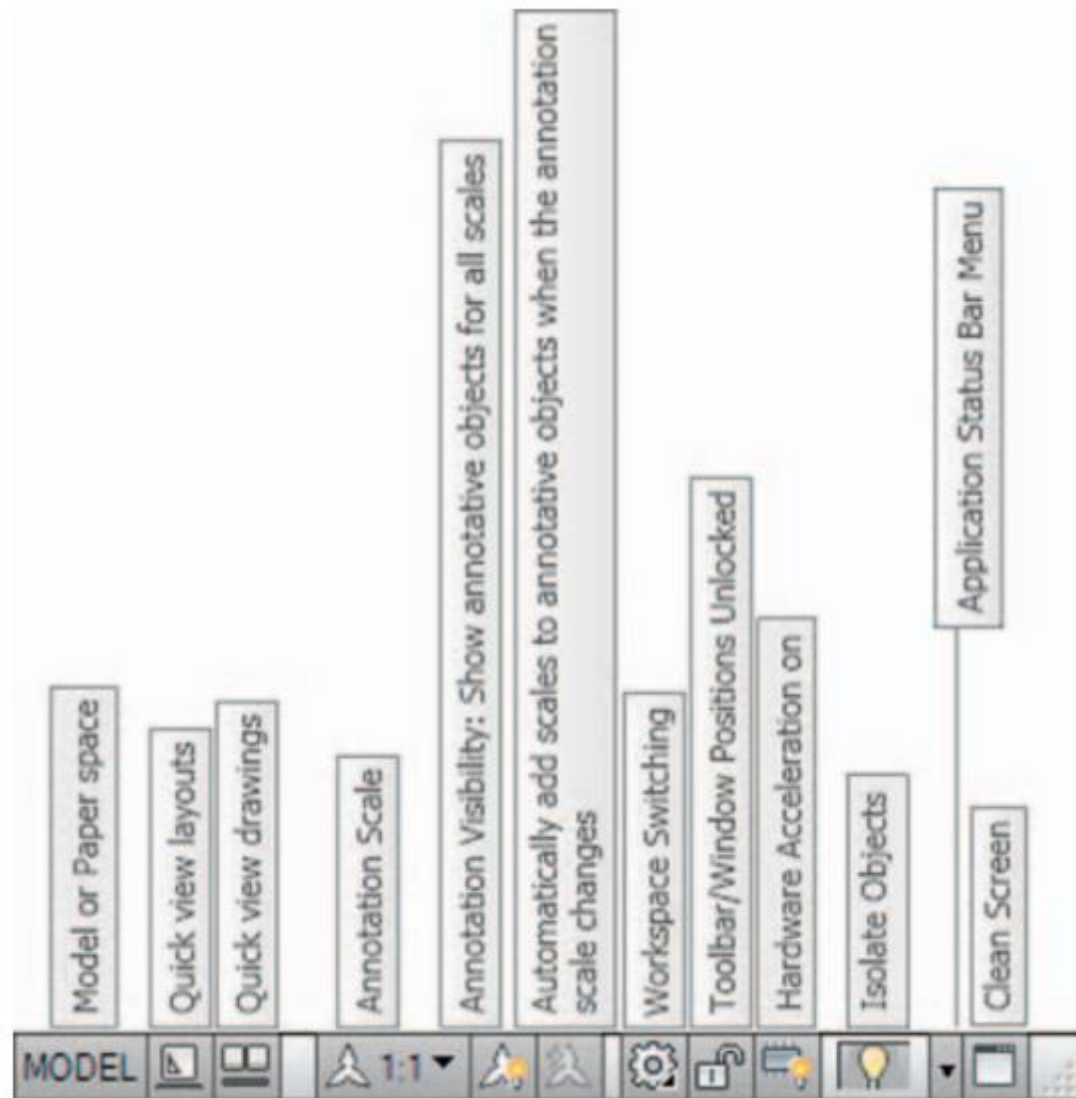 Model or Paper space
Quick view layouts
Quick view drawings
Annotation Scale
Annotation Visibility: Show annotative objects for all scales
Automatically add scales to annotative objects when the annotation
scale changes
Workspace Switching
Toolbar/Window Positions Unlocked
Hardware Acceleration on
Isolate Objects
Application Status Bar Menu
Clean Screen
MODEL
1:1